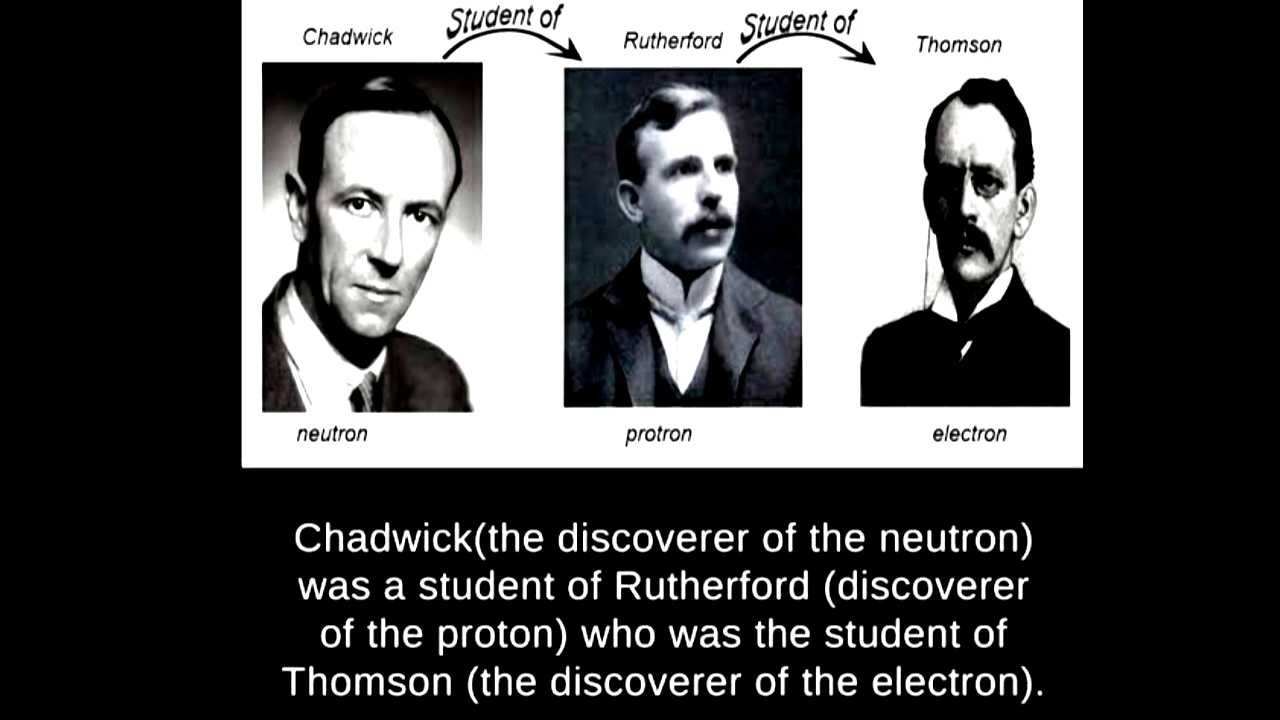 Student of
Student of
Chadwick
Rutherford
Thomson
neutron
protron
electron
Chadwick(the discoverer of the neutron)
was a student of Rutherford (discoverer
of the proton) who was the student of
Thomson (the discoverer of the electron).